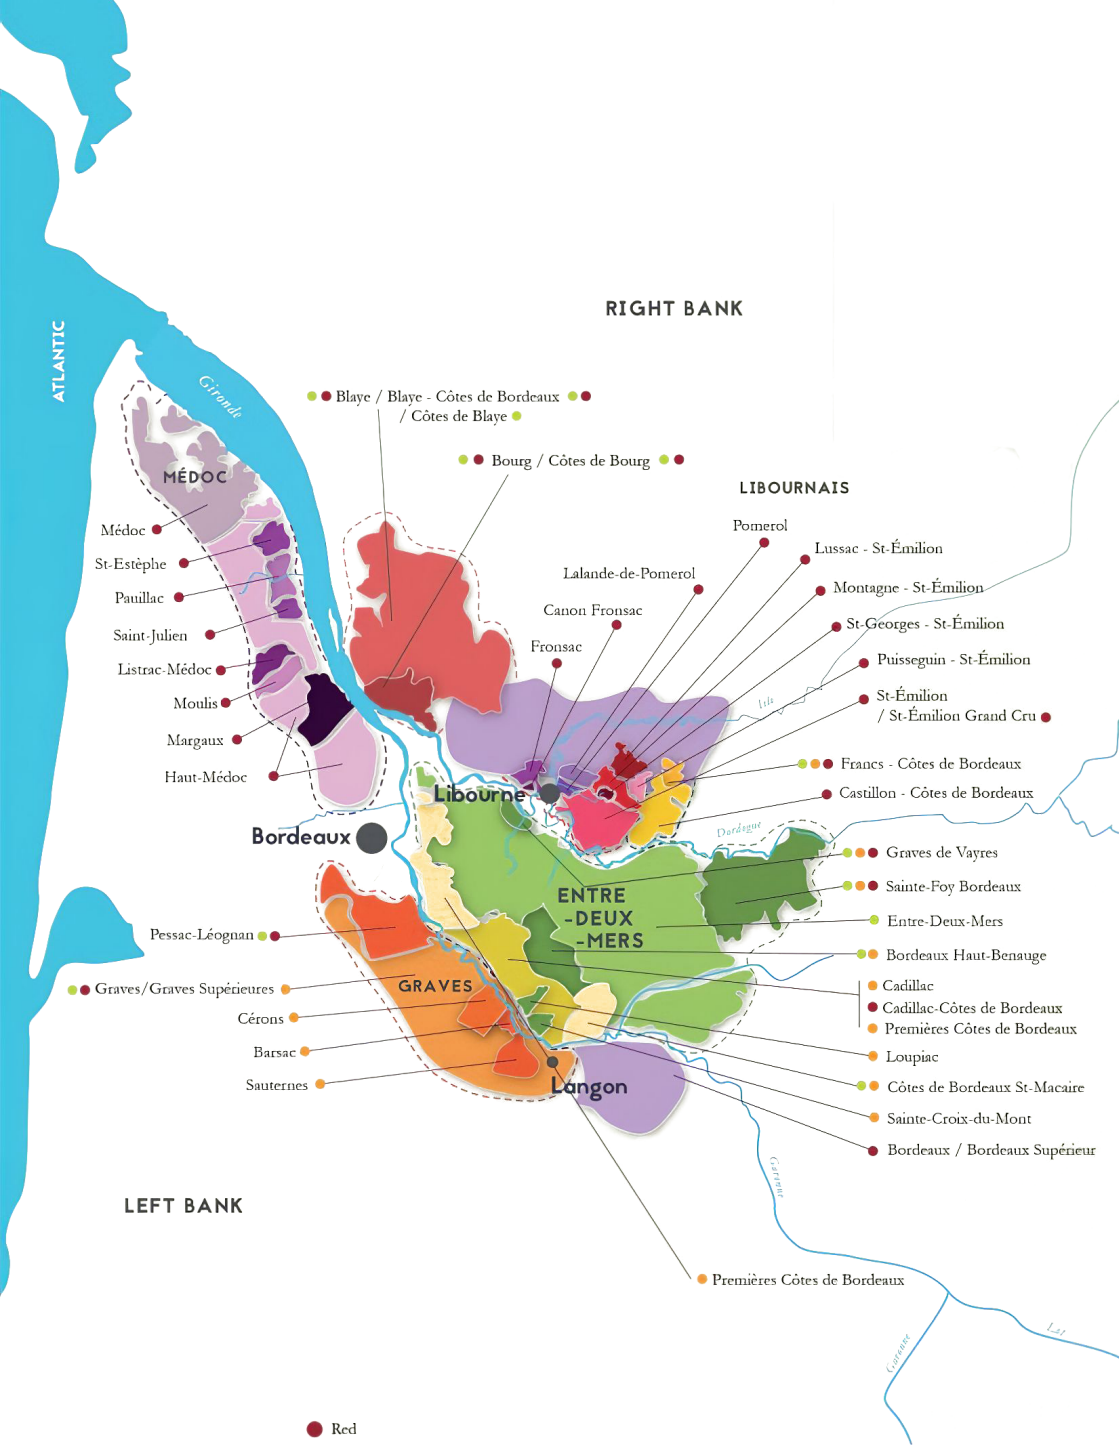 RIGHT BANK
ATLANTIC
Gironde
Blaye / Blaye - Côtes de Bordeaux
/ Côtes de Blaye
Bourg / Côtes de Bourg
LIBOURNAIS
MÉDOC
Médoc
St-Estèphe
Pauillac
Saint-Julien
Listrac-Médoc
Moulis
Margaux
Haut-Médoc
Pomerol
Lussac - St-Émilion
Lalande-de-Pomerol
Montagne - St-Émilion
Canon Fronsac
St-Georges - St-Émilion
Fronsac
Puisseguin - St-Émilion
St-Émilion
/ St-Émilion Grand Cru
Isle
Francs - Côtes de Bordeaux
Castillon - Côtes de Bordeaux
Libourne
Bordeaux
Dordogne
Graves de Vayres
Sainte-Foy Bordeaux
ENTRE
-DEUX
-MERS
Entre-Deux-Mers
Bordeaux Haut-Benauge
Pessac-Léognan
GRAVES
Graves/Graves Supérieures
Cérons
Barsac
Sauternes
Cadillac
Cadillac-Côtes de Bordeaux
Premières Côtes de Bordeaux
Loupiac
Côtes de Bordeaux St-Macaire
Sainte-Croix-du-Mont
Bordeaux / Bordeaux Supérieur
Langon
Garonne
LEFT BANK
Premières Côtes de Bordeaux
Lot
Garonne
Red